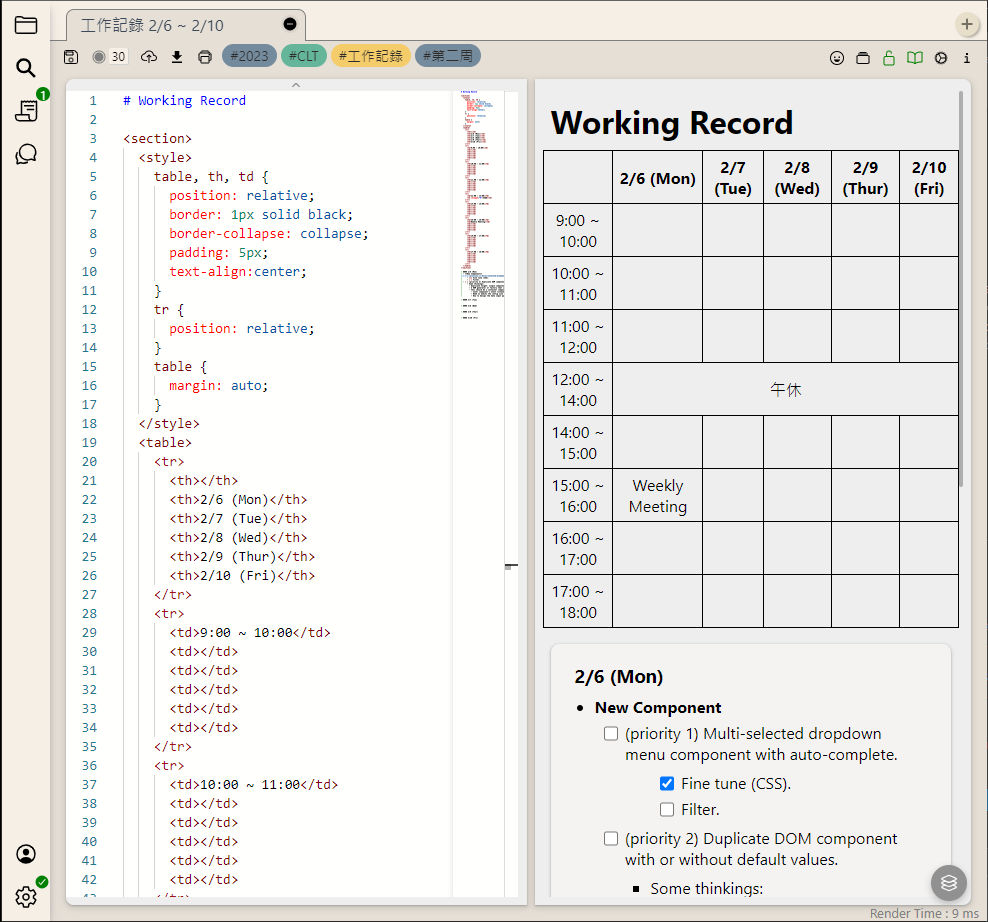 工作記錄 2/6 ~ 2/10
30
#2023
#CLT
#工作記錄
#第二周
1
1 # Working Record
2
3 <section>
4 <style>
5 table, th, td {
6 position: relative;
7 border: 1px solid black;
8 border-collapse: collapse;
9 padding: 5px;
10 text-align:center;
11 }
12 tr {
13 position: relative;
14 }
15 table {
16 margin: auto;
17 }
18 </style>
19 <table>
20 <tr>
21 <th></th>
22 <th>2/6 (Mon)</th>
23 <th>2/7 (Tue)</th>
24 <th>2/8 (Wed)</th>
25 <th>2/9 (Thur)</th>
26 <th>2/10 (Fri)</th>
27 </tr>
28 <tr>
29 <td>9:00 ~ 10:00</td>
30 <td></td>
31 <td></td>
32 <td></td>
33 <td></td>
34 <td></td>
35 </tr>
36 <tr>
37 <td>10:00 ~ 11:00</td>
38 <td></td>
39 <td></td>
40 <td></td>
41 <td></td>
42 <td></td>
43 </tr>
Working Record
2/6 (Mon)
2/7
(Tue)
2/8
(Wed)
2/9
(Thur)
2/10
(Fri)
9:00 ~
10:00
10:00 ~
11:00
11:00 ~
12:00
12:00 ~
14:00
午休
14:00 ~
15:00
15:00 ~
16:00
Weekly
Meeting
16:00 ~
17:00
17:00 ~
18:00
2/6 (Mon)
New Component
(priority 1) Multi-selected dropdown
menu component with auto-complete.
Fine tune (CSS).
Filter.
(priority 2) Duplicate DOM component
with or without default values.
Some thinkings:
Render Time : 9 ms